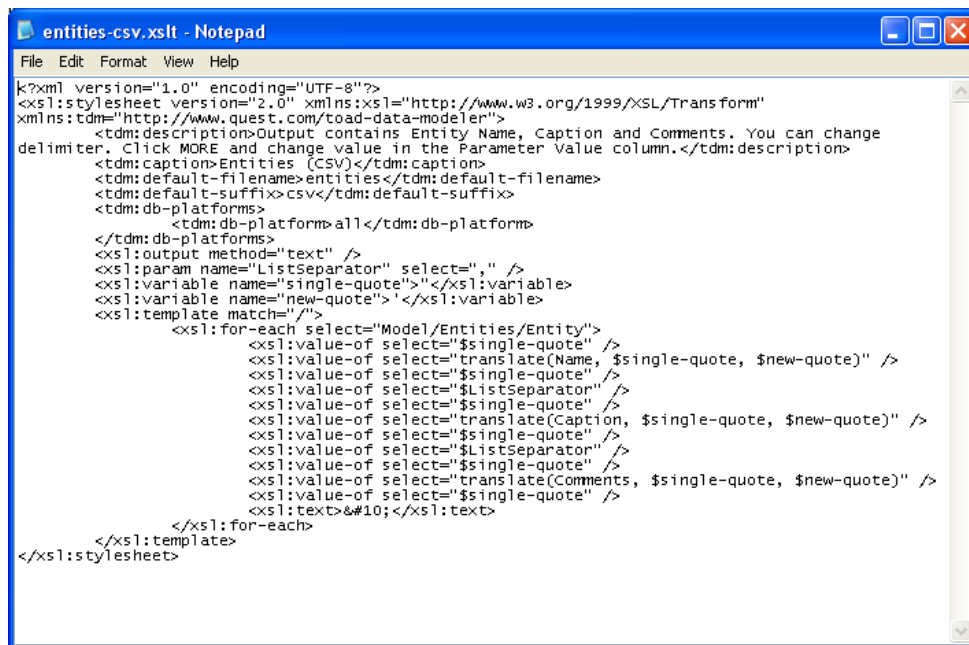 entities-csv.xslt - Notepad
File Edit Format View Help
<?xml version="1.0" encoding="UTF-8"?>
<xsl:stylesheet version="2.0" xmlns:xsl="http://www.w3.org/1999/XSL/Transform"
xmlns:tdm="http://www.quest.com/toad-data-modeler">
<tdm:description>Output contains Entity Name, Caption and Comments. You can change
delimiter. Click MORE and change value in the Parameter Value column.</tdm:description>
<tdm:caption>Entities (CSV)</tdm:caption>
<tdm:default-filename>entities</tdm:default-filename>
<tdm:default-suffix>csv</tdm:default-suffix>
<tdm:db-platforms>
<tdm:db-platform>all</tdm:db-platform>
</tdm:db-platforms>
<xsl:output method="text" />
<xsl:param name="ListSeparator" select="," />
<xsl:variable name="single-quote">"</xsl:variable>
<xsl:variable name="new-quote">'</xsl:variable>
<xsl:template match="/">
<xsl:for-each select="Model/Entities/Entity">
<xsl:value-of select="$single-quote" />
<xsl:value-of select="translate(Name, $single-quote, $new-quote)" />
<xsl:value-of select="$single-quote" />
<xsl:value-of select="$ListSeparator" />
<xsl:value-of select="$single-quote" />
<xsl:value-of select="translate(Caption, $single-quote, $new-quote)" />
<xsl:value-of select="$single-quote" />
<xsl:value-of select="$ListSeparator" />
<xsl:value-of select="$single-quote" />
<xsl:value-of select="translate(Comments, $single-quote, $new-quote)" />
<xsl:value-of select="$single-quote" />
<xsl:text>&#10;</xsl:text>
</xsl:for-each>
</xsl:template>
</xsl:stylesheet>